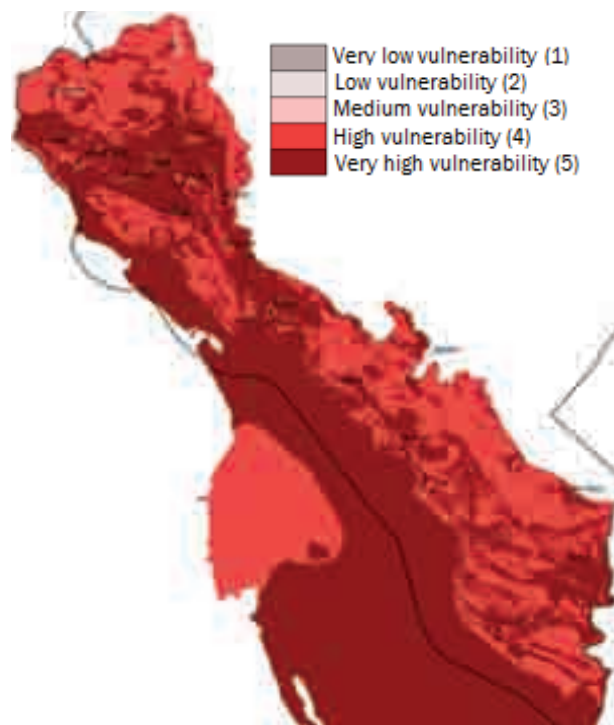 Very low vulnerability (1)
Low vulnerability (2)
Medium vulnerability (3)
High vulnerability (4)
Very high vulnerability (5)